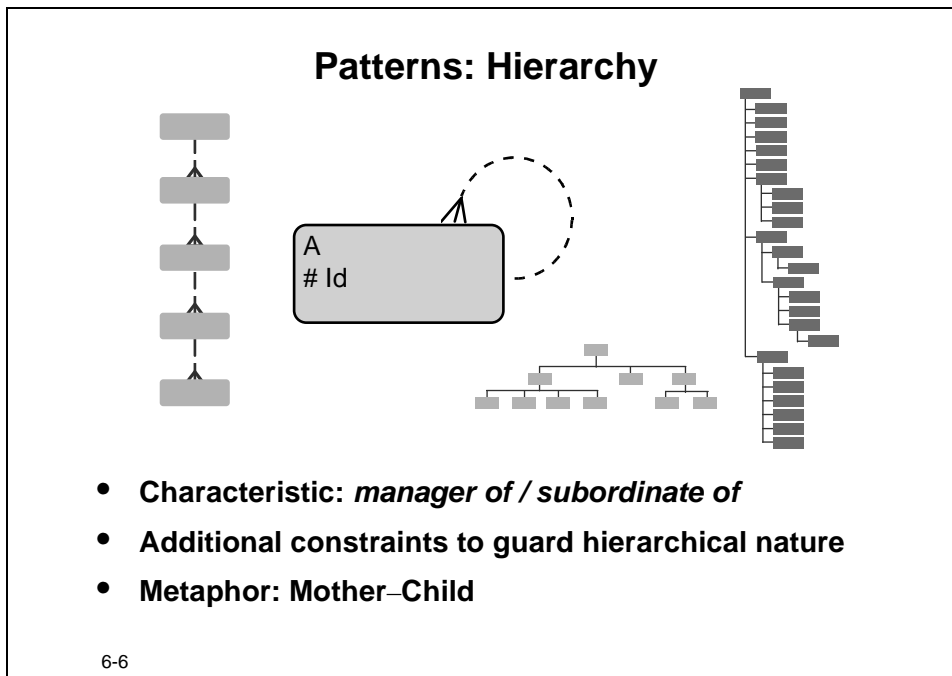 Patterns: Hierarchy
A
# Id
• Characteristic: manager of / subordinate of
• Additional constraints to guard hierarchical nature
• Metaphor: Mother–Child
6-6